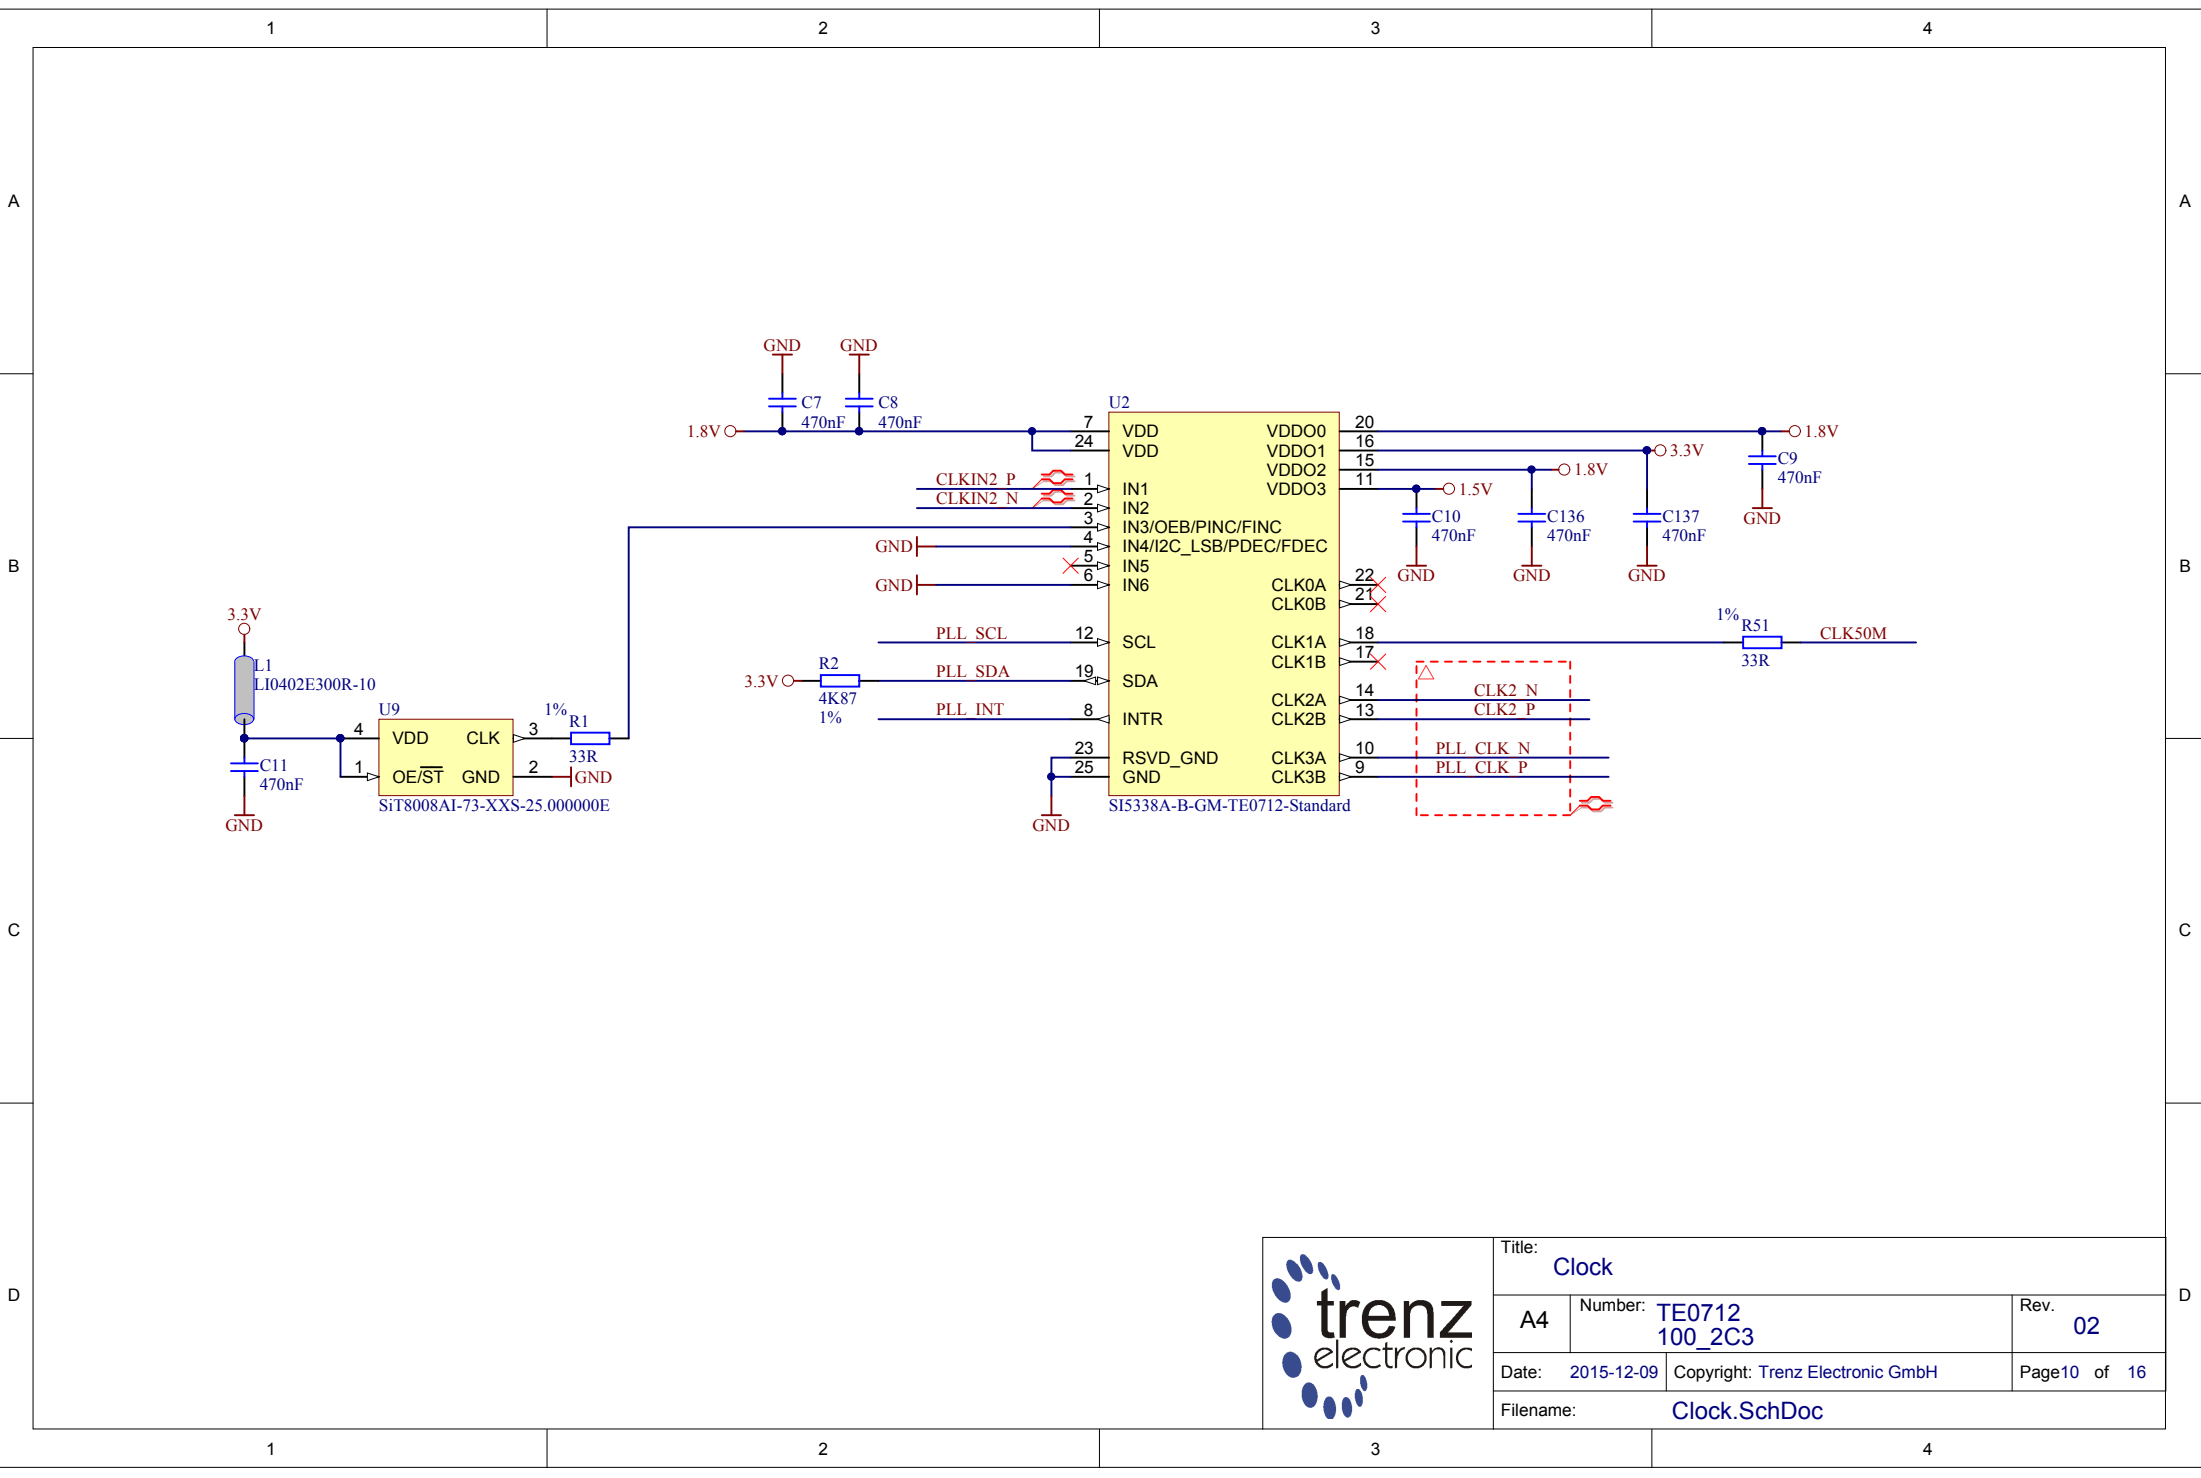 1 2 3 4
A A
GND GND
C7 C8
470nF 470nF
1.8V
U2
7 VDD
24 VDD
CLKIN2_P 1 IN1
CLKIN2_N 2 IN2
3 IN3/OEB/PINC/FINC
GND 4 IN4/I2C_LSB/PDEC/FDEC
5 IN5
GND 6 IN6
PLL_SCL 12 SCL
3.3V R2 PLL_SDA 19 SDA
4K87
1%
PLL_INT 8 INTR
23 RSVD_GND
25 GND
GND
SI5338A-B-GM-TE0712-Standard
VDDO0 20 1.8V
VDDO1 16 3.3V
VDDO2 15 1.8V
VDDO3 11 1.5V
C9
470nF
GND
C10 C136 C137
470nF 470nF 470nF
GND GND GND
CLK0A 22
CLK0B 21
CLK1A 18
1% R51 CLK50M
33R
CLK1B 17
CLK2A 14 CLK2_N
CLK2B 13 CLK2_P
CLK3A 10 PLL_CLK_N
CLK3B 9 PLL_CLK_P
B B
3.3V
L1
LI0402E300R-10
C11
470nF
GND
U9
4 VDD CLK 3
1 OE/ST GND 2 GND
SiT8008AI-73-XXS-25.000000E
1% R1
33R
C C
D D
trenz
electronic
Title:
Clock
A4 Number: TE0712
100_2C3
Rev.
02
Date: 2015-12-09 Copyright: Trenz Electronic GmbH Page10 of 16
Filename: Clock.SchDoc
1 2 3 4